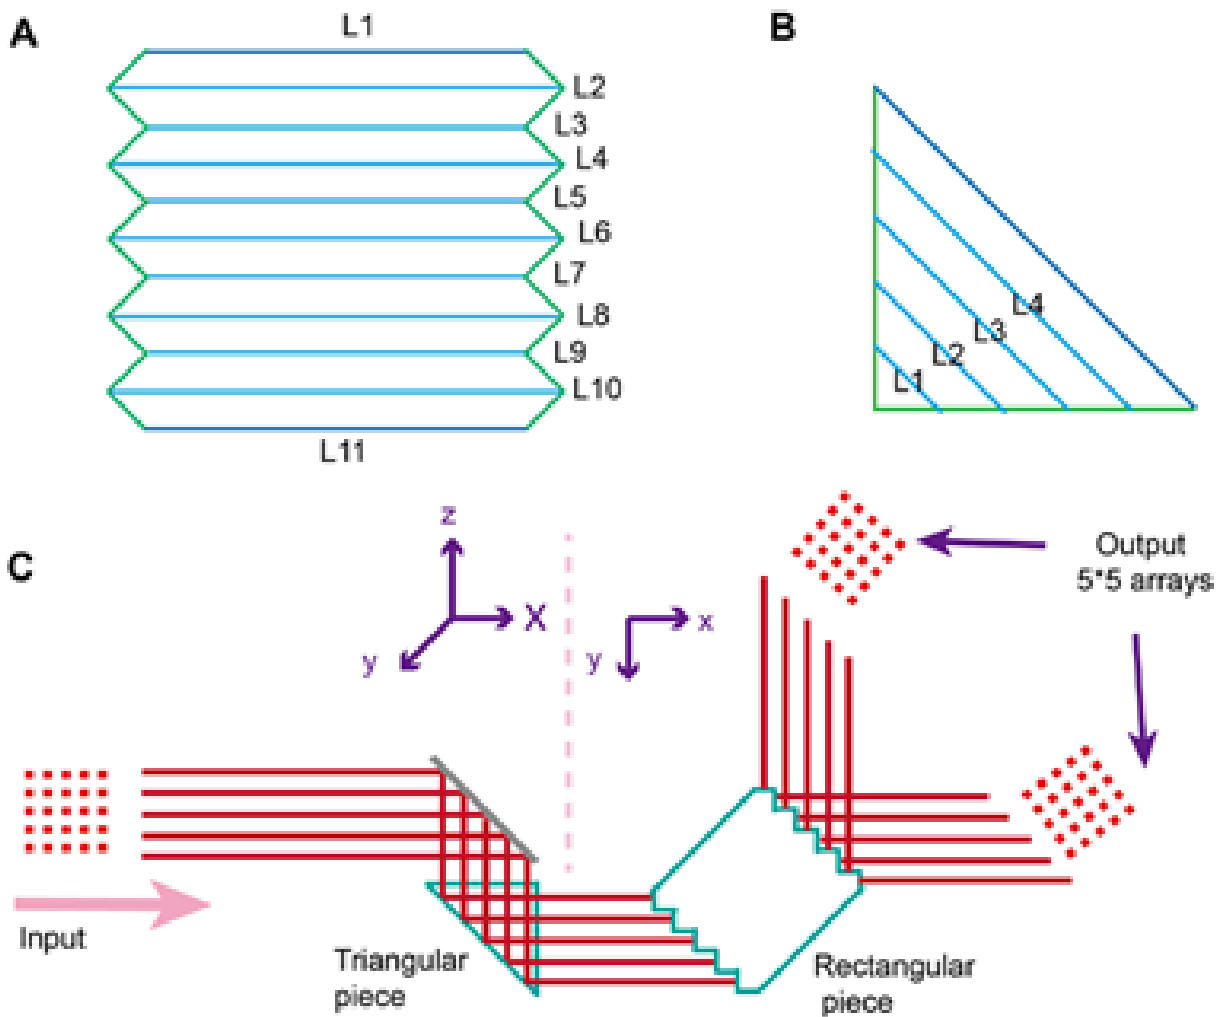 A
L1
L2
L3
L4
L5
L6
L7
L8
L9
L10
L11
B
L4
L3
L2
L1
C
z
X
y
x
y
Output
5*5 arrays
Input
Triangular
piece
Rectangular
piece